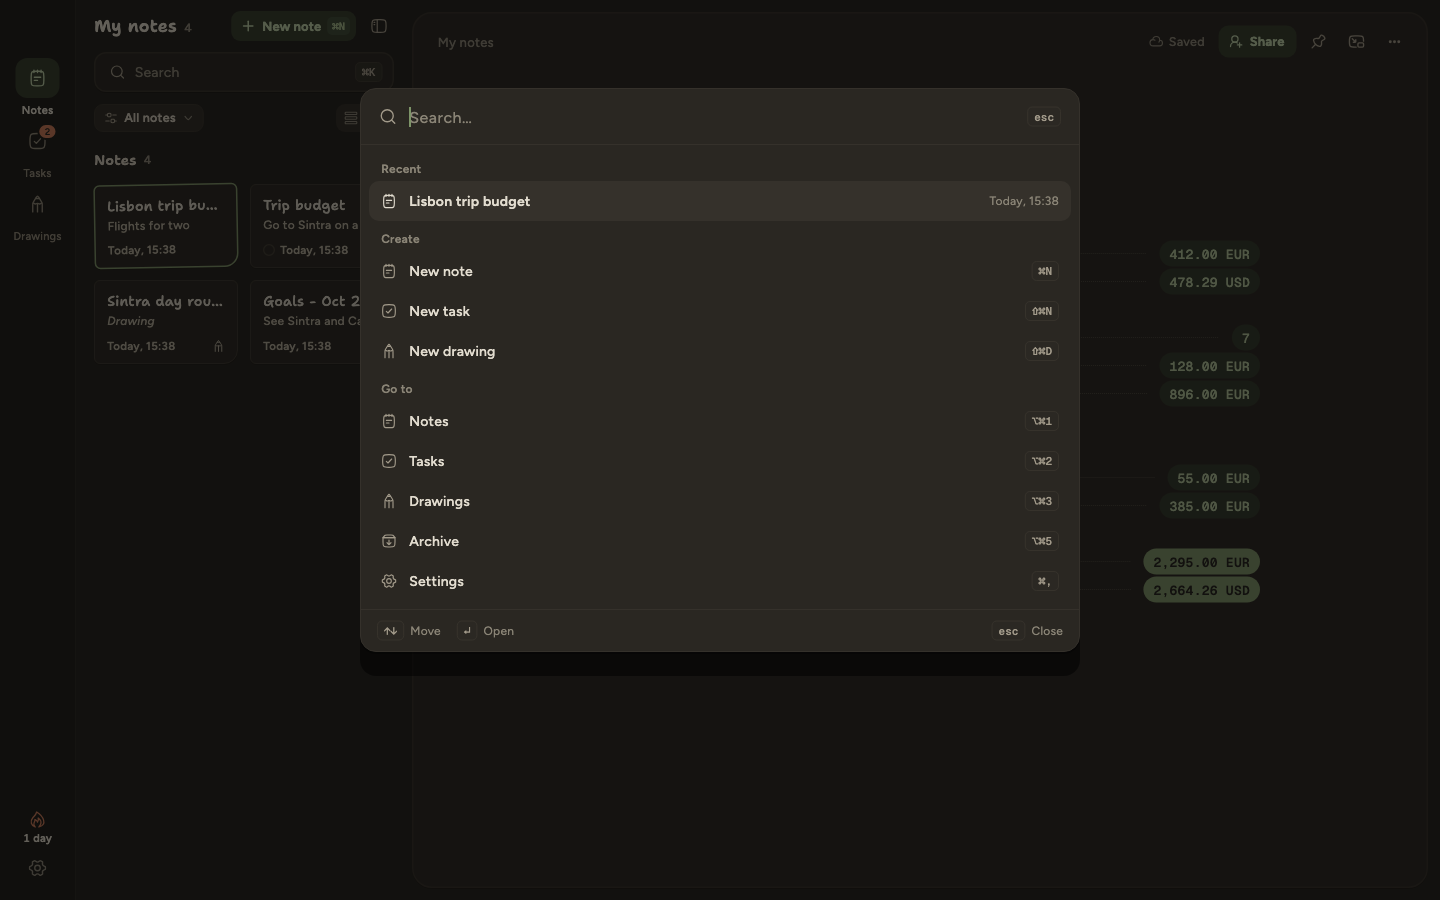 My notes 4
New note ⌘N
Search ⌘K
All notes
Notes 4
Lisbon trip bu...
Flights for two
Today, 15:38
Trip budget
Go to Sintra on a
Today, 15:38
Sintra day rou...
Drawing
Today, 15:38
Goals - Oct 2
See Sintra and Ca
Today, 15:38
Notes
2
Tasks
Drawings
1 day
My notes
Saved
Share
Search...
esc
Recent
Lisbon trip budget Today, 15:38
Create
New note ⌘N
New task ⇧⌘N
New drawing ⇧⌘D
Go to
Notes ⌥⌘1
Tasks ⌥⌘2
Drawings ⌥⌘3
Archive ⌥⌘5
Settings ⌘,
↑↓ Move ↵ Open esc Close
412.00 EUR
478.29 USD
7
128.00 EUR
896.00 EUR
55.00 EUR
385.00 EUR
2,295.00 EUR
2,664.26 USD